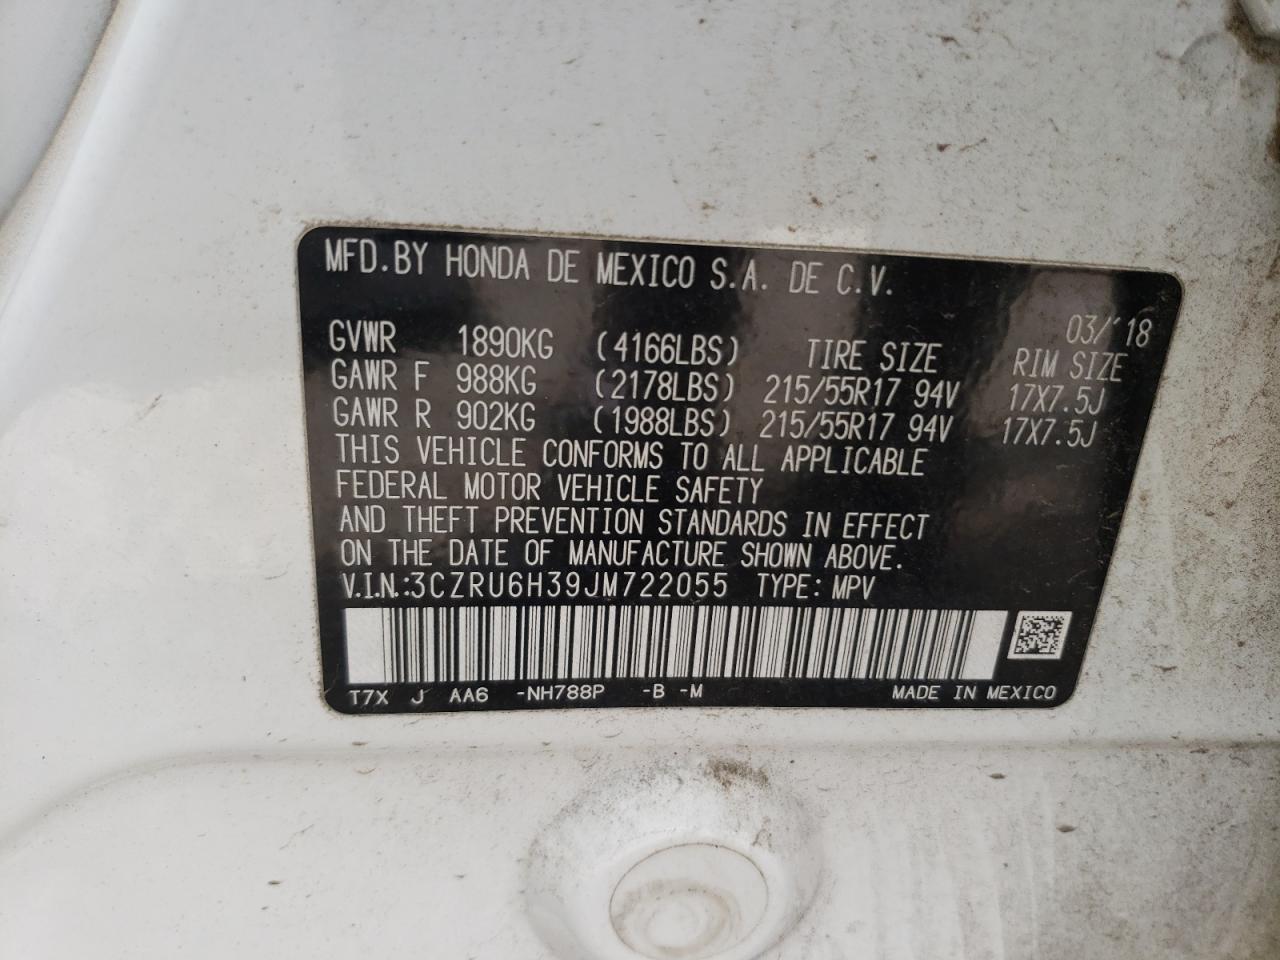 MFD.BY HONDA DE MEXICO S.A. DE C.V.
03/'18
GVWR 1890KG (4166LBS) TIRE SIZE RIM SIZE
GAWR F 988KG (2178LBS) 215/55R17 94V 17X7.5J
GAWR R 902KG (1988LBS) 215/55R17 94V 17X7.5J
THIS VEHICLE CONFORMS TO ALL APPLICABLE
FEDERAL MOTOR VEHICLE SAFETY
AND THEFT PREVENTION STANDARDS IN EFFECT
ON THE DATE OF MANUFACTURE SHOWN ABOVE.
V.I.N.:3CZRU6H39JM722055 TYPE: MPV
T7X J AA6 -NH788P -B -M MADE IN MEXICO